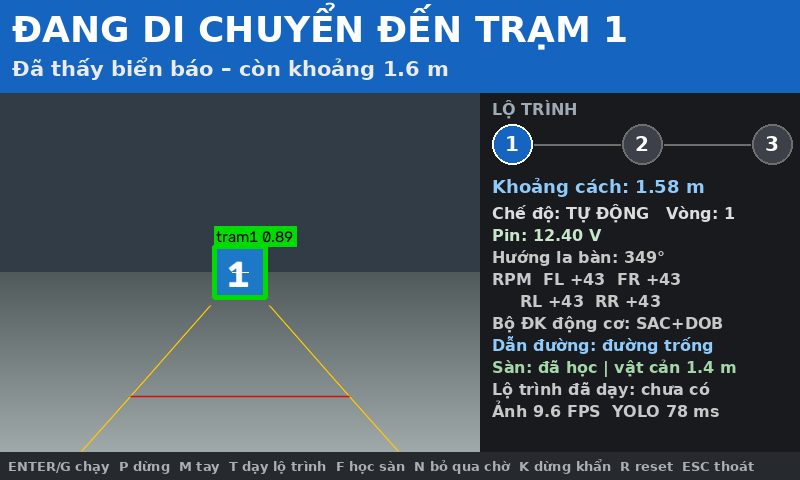 ĐANG DI CHUYỂN ĐẾN TRẠM 1
Đã thấy biển báo – còn khoảng 1.6 m
tram1 0.89
1
LỘ TRÌNH
1 2 3
Khoảng cách: 1.58 m
Chế độ: TỰ ĐỘNG Vòng: 1
Pin: 12.40 V
Hướng la bàn: 349°
RPM FL +43 FR +43
RL +43 RR +43
Bộ ĐK động cơ: SAC+DOB
Dẫn đường: đường trống
Sàn: đã học | vật cản 1.4 m
Lộ trình đã dạy: chưa có
Ảnh 9.6 FPS YOLO 78 ms
ENTER/G chạy P dừng M tay T dạy lộ trình F học sàn N bỏ qua chờ K dừng khẩn R reset ESC thoát